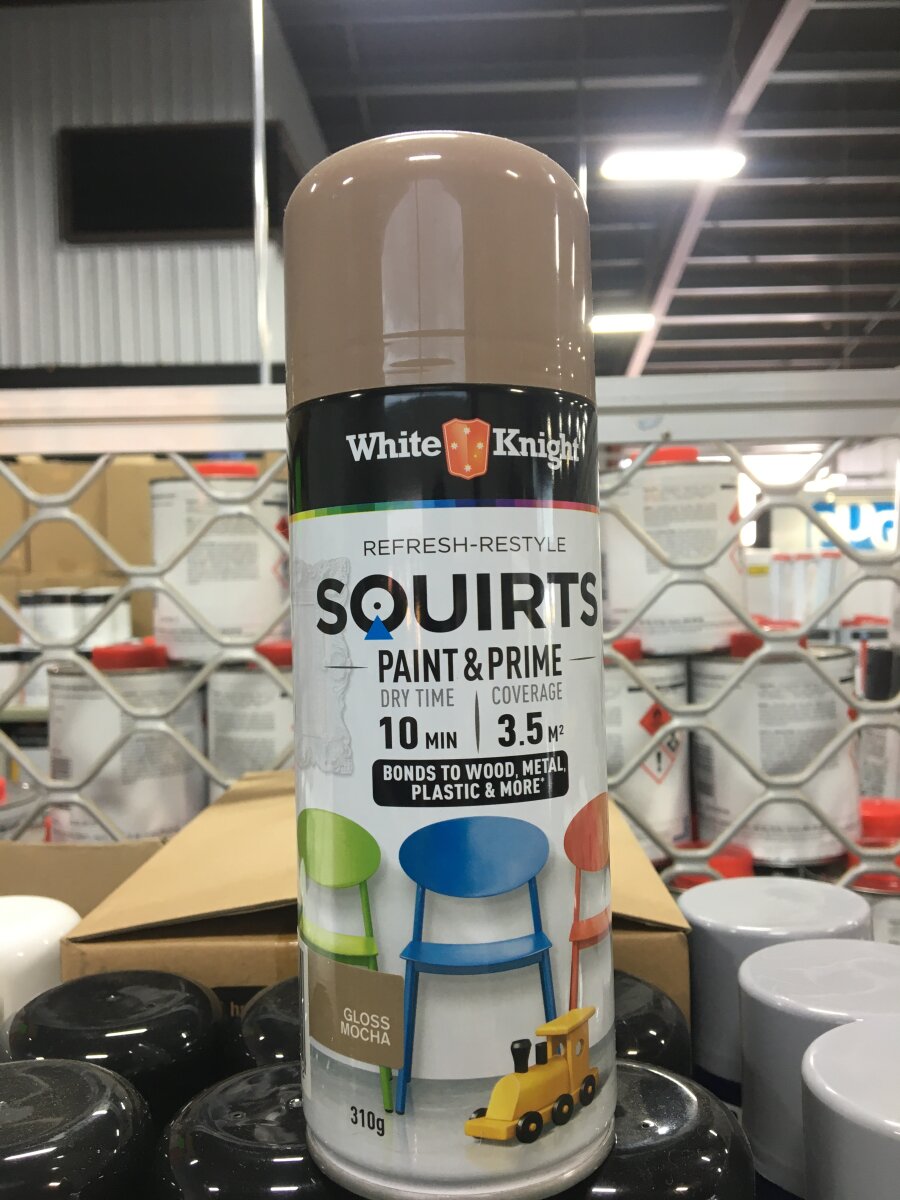 White Knight
REFRESH-RESTYLE
SQUIRTS
PAINT & PRIME
DRY TIME
10 MIN
COVERAGE
3.5 M²
BONDS TO WOOD, METAL,
PLASTIC & MORE*
GLOSS
MOCHA
310g